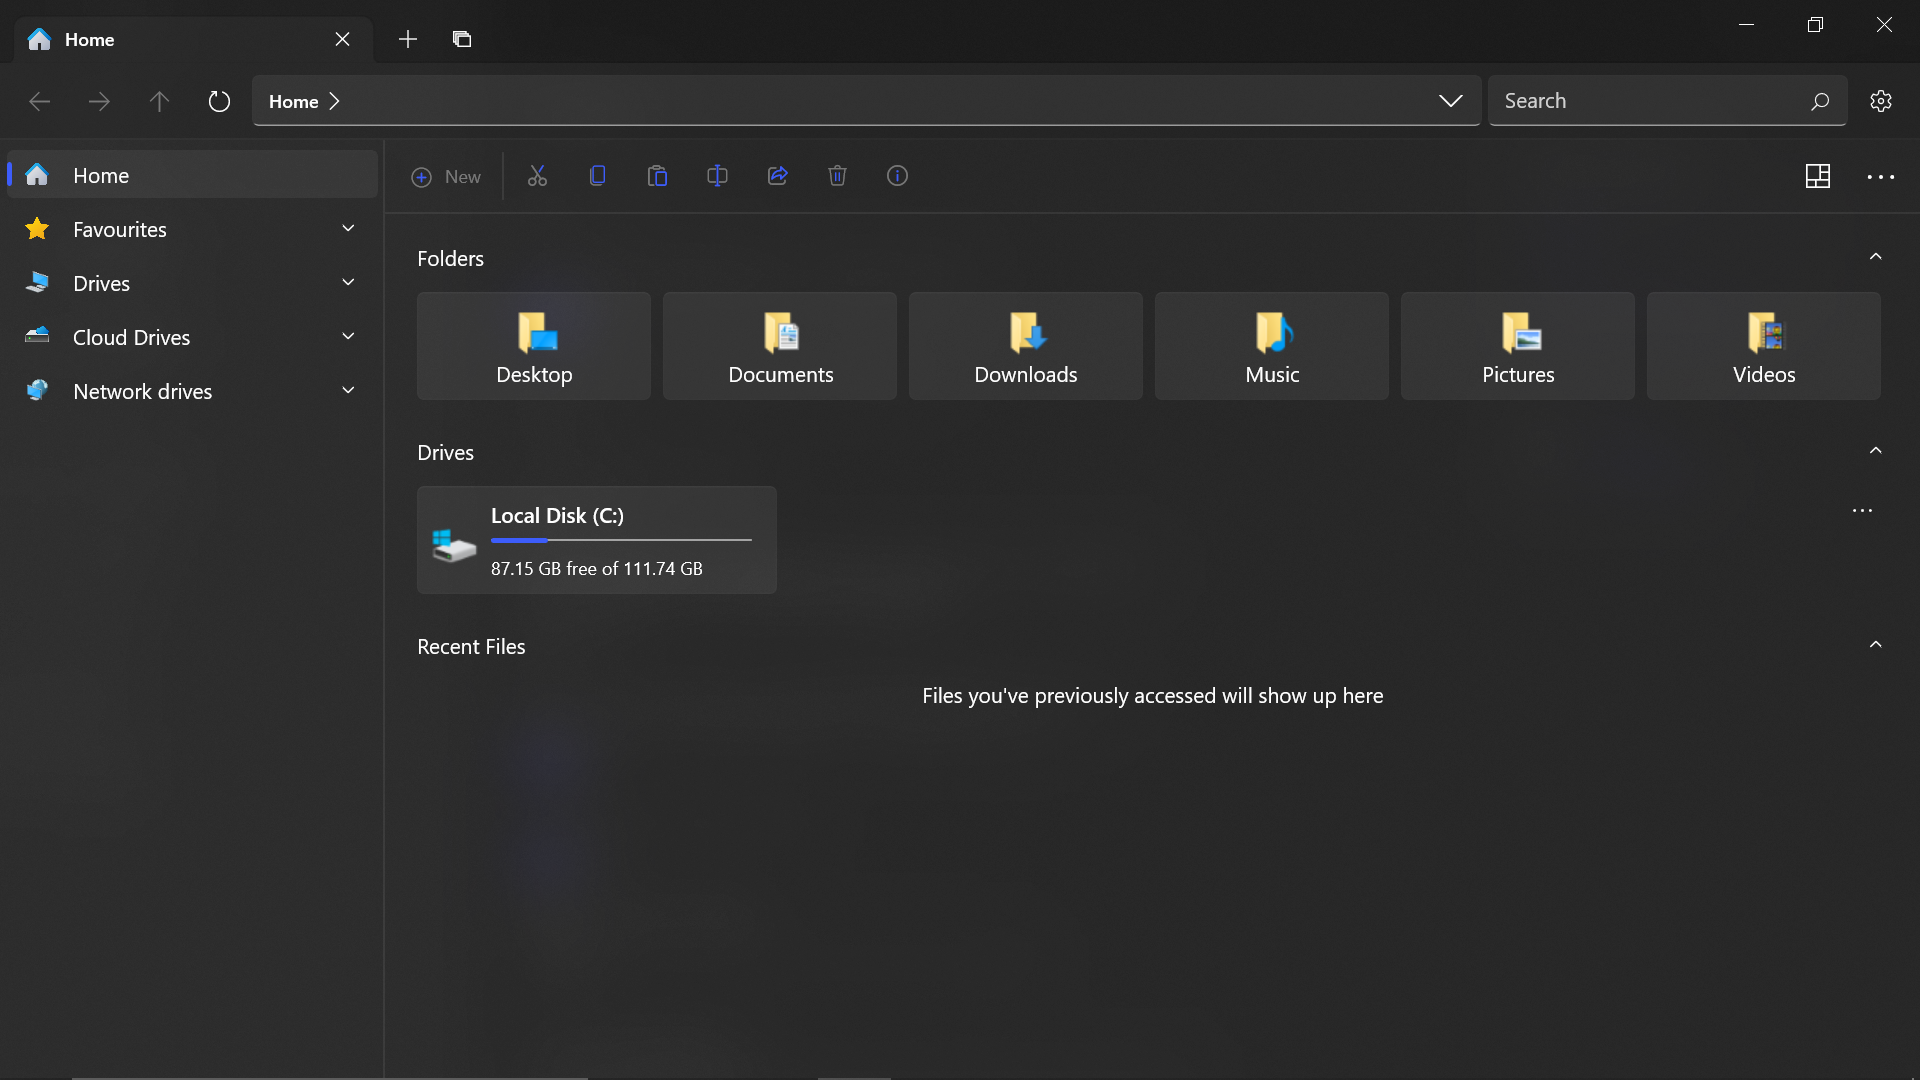 Home
Home
Search
Home
New
Favourites
Drives
Cloud Drives
Network drives
Folders
Desktop
Documents
Downloads
Music
Pictures
Videos
Drives
Local Disk (C:)
87.15 GB free of 111.74 GB
Recent Files
Files you've previously accessed will show up here